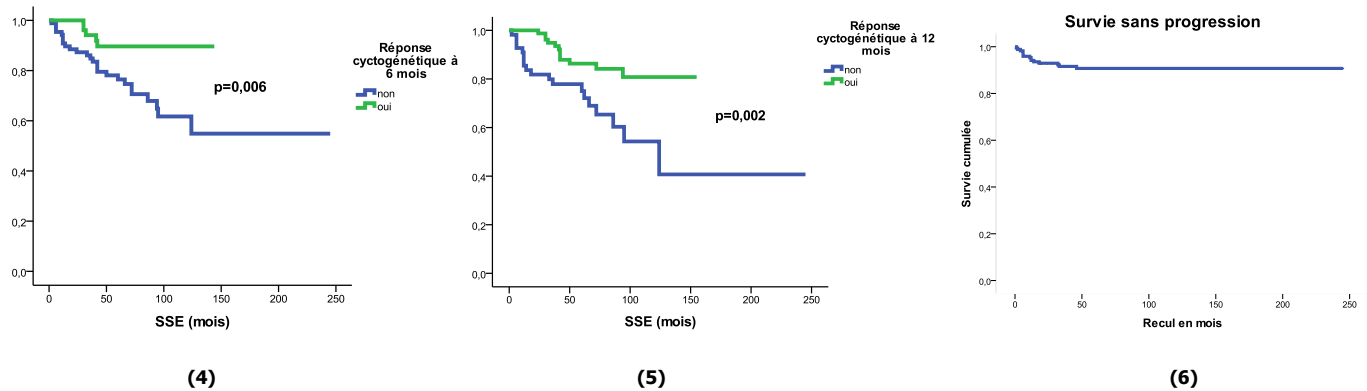 1,0
0,8
0,6
0,4
0,2
0,0
0 50 100 150 200 250
SSE (mois)
p=0,006
Réponse
cyctogénétique à
6 mois
non
oui
(4)
1,0
0,8
0,6
0,4
0,2
0,0
0 50 100 150 200 250
SSE (mois)
p=0,002
Réponse
cyctogénétique à 12
mois
non
oui
(5)
Survie sans progression
Survie cumulée
1,0
0,8
0,6
0,4
0,2
0,0
0 50 100 150 200 250
Recul en mois
(6)